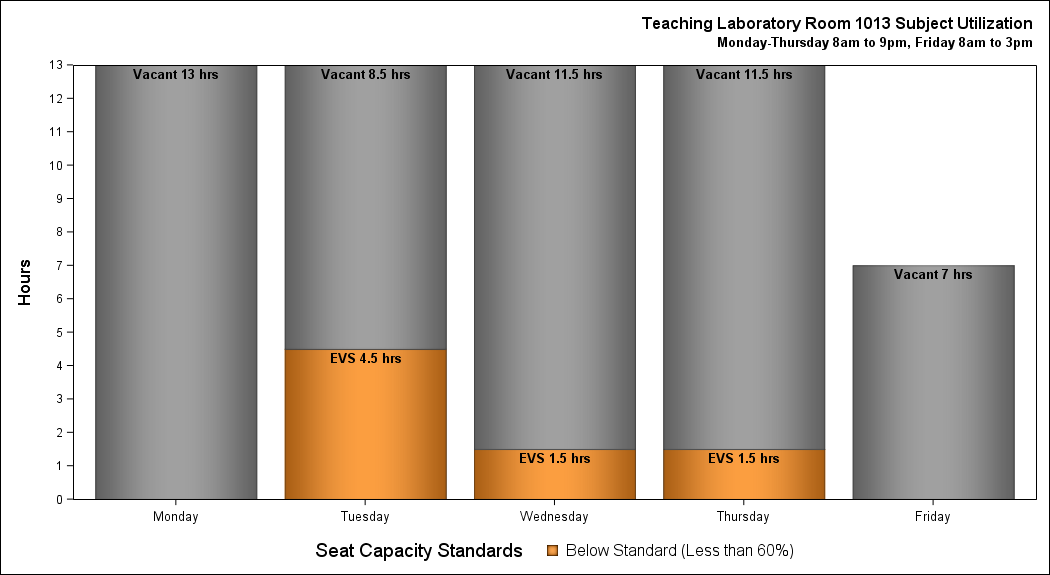 Teaching Laboratory Room 1013 Subject Utilization
Monday-Thursday 8am to 9pm, Friday 8am to 3pm
Hours
13
12
11
10
9
8
7
6
5
4
3
2
1
0
Vacant 13 hrs
Vacant 8.5 hrs
Vacant 11.5 hrs
Vacant 11.5 hrs
Vacant 7 hrs
EVS 4.5 hrs
EVS 1.5 hrs
EVS 1.5 hrs
Monday
Tuesday
Wednesday
Thursday
Friday
Seat Capacity Standards
Below Standard (Less than 60%)